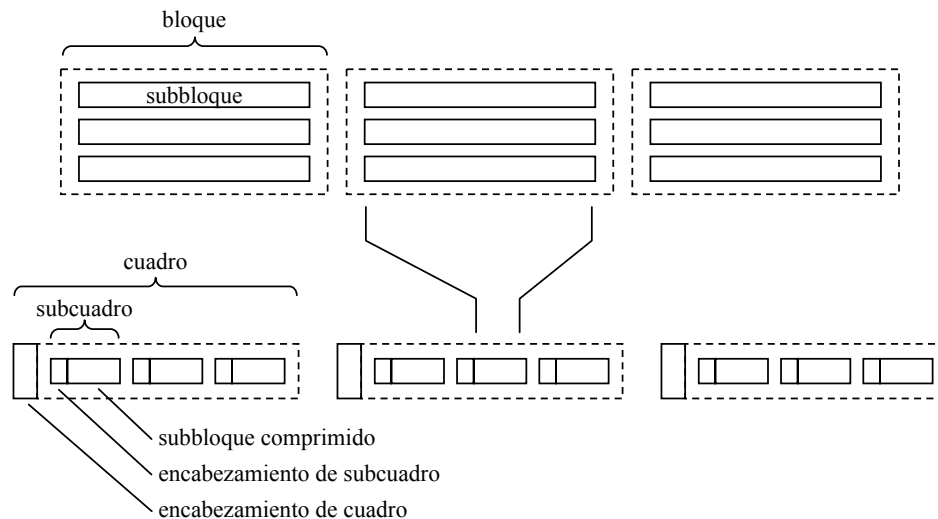 bloque
subbloque
cuadro
subcuadro
subbloque comprimido
encabezamiento de subcuadro
encabezamiento de cuadro